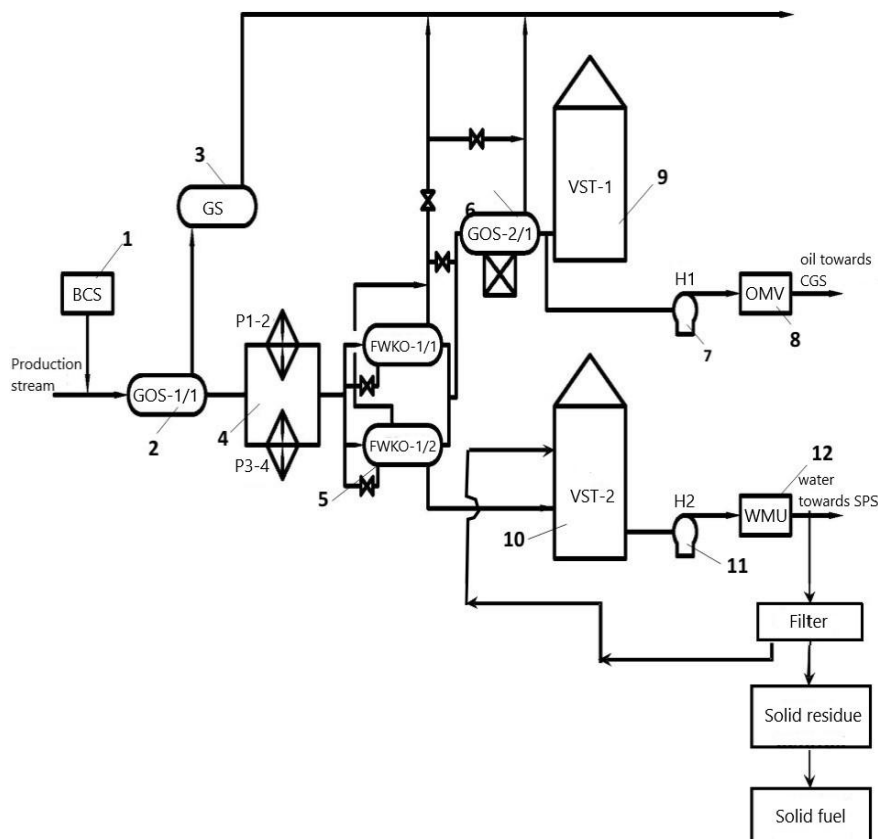 3
GS
1
BCS
6
GOS-2/1
VST-1
9
oil towards
CGS
H1
OMV
7
8
P1-2
FWKO-1/1
Production
stream
GOS-1/1
2
4
P3-4
FWKO-1/2
5
VST-2
10
H2
11
12
water
towards SPS
WMU
Filter
Solid residue
Solid fuel